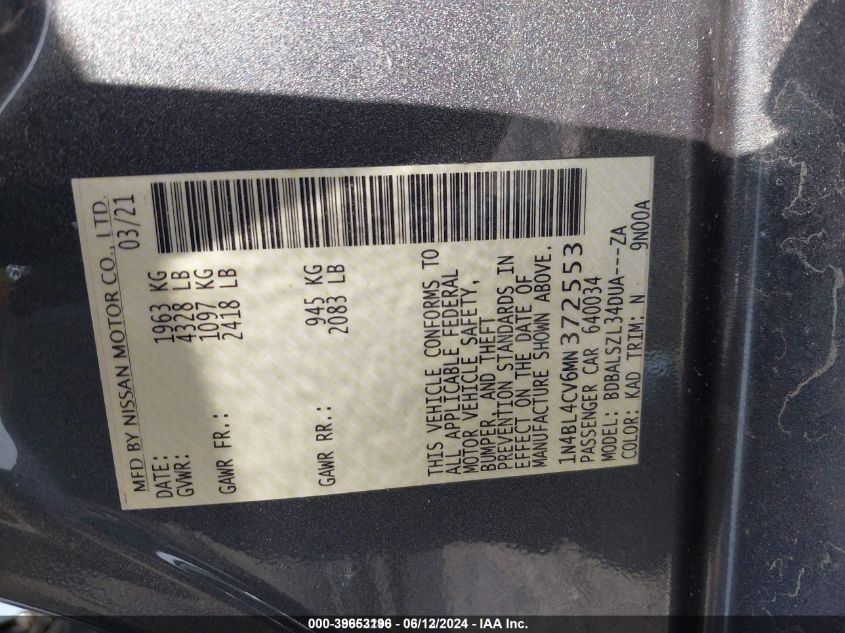 MFD BY NISSAN MOTOR CO., LTD.
DATE: 03/21
GVWR: 1963 KG
4328 LB
GAWR FR.: 1097 KG
2418 LB
GAWR RR.: 945 KG
2083 LB
THIS VEHICLE CONFORMS TO
ALL APPLICABLE FEDERAL
MOTOR VEHICLE SAFETY,
BUMPER, AND THEFT
PREVENTION STANDARDS IN
EFFECT ON THE DATE OF
MANUFACTURE SHOWN ABOVE.
1N4BL4CV6MN372553
PASSENGER CAR 640034
MODEL: BDBALSZL34DUA---ZA
COLOR: KAD TRIM: N 9N00A
000-39653196 - 06/12/2024 - IAA Inc.